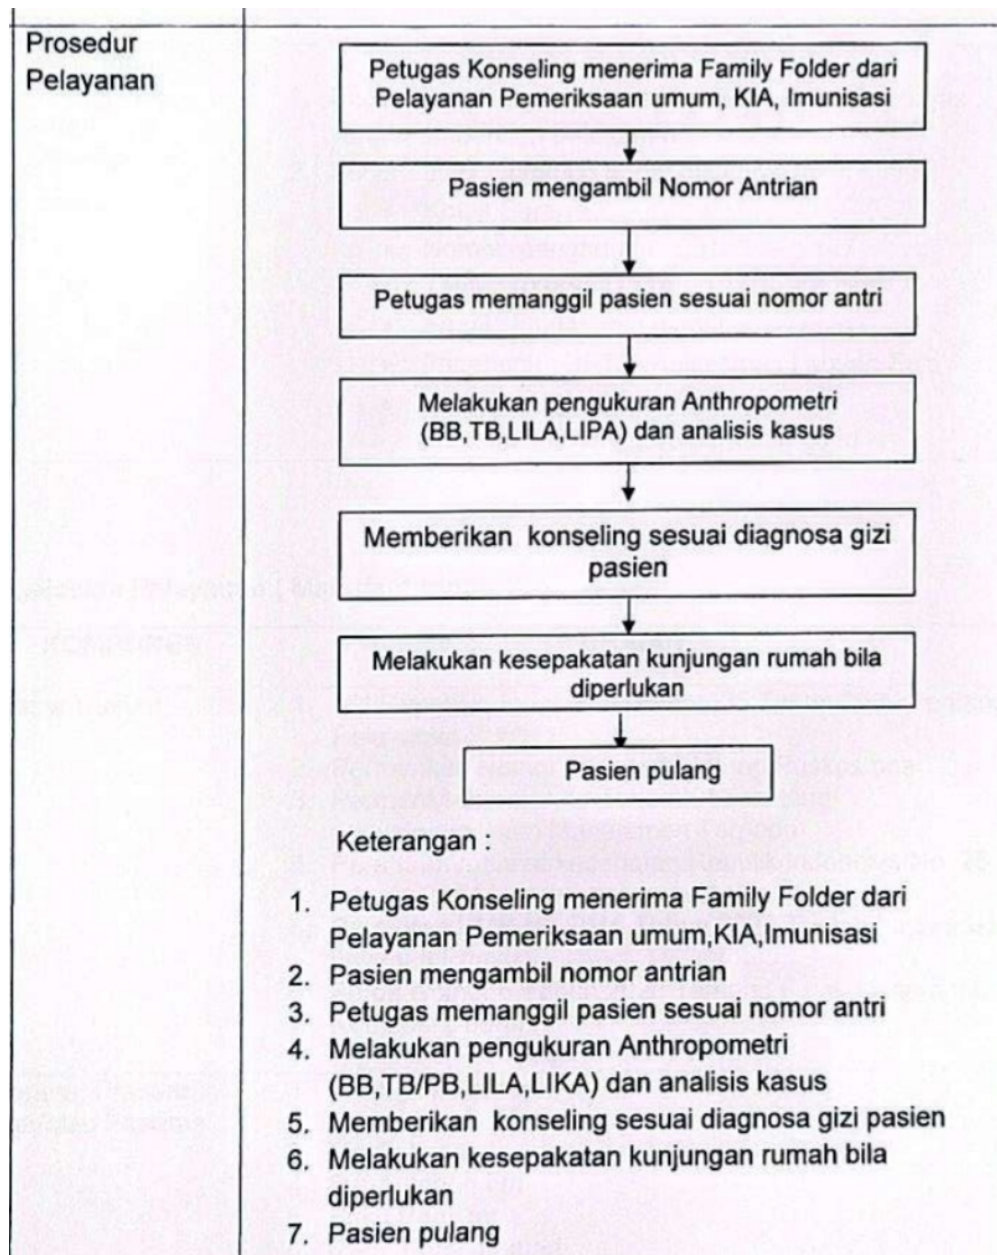 Prosedur
Pelayanan
Petugas Konseling menerima Family Folder dari
Pelayanan Pemeriksaan umum, KIA, Imunisasi
Pasien mengambil Nomor Antrian
Petugas memanggil pasien sesuai nomor antri
Melakukan pengukuran Anthropometri
(BB,TB,LILA,LIPA) dan analisis kasus
Memberikan konseling sesuai diagnosa gizi
pasien
Melakukan kesepakatan kunjungan rumah bila
diperlukan
Pasien pulang
Keterangan :
1. Petugas Konseling menerima Family Folder dari
Pelayanan Pemeriksaan umum,KIA,Imunisasi
2. Pasien mengambil nomor antrian
3. Petugas memanggil pasien sesuai nomor antri
4. Melakukan pengukuran Anthropometri
(BB,TB/PB,LILA,LIKA) dan analisis kasus
5. Memberikan konseling sesuai diagnosa gizi pasien
6. Melakukan kesepakatan kunjungan rumah bila
diperlukan
7. Pasien pulang